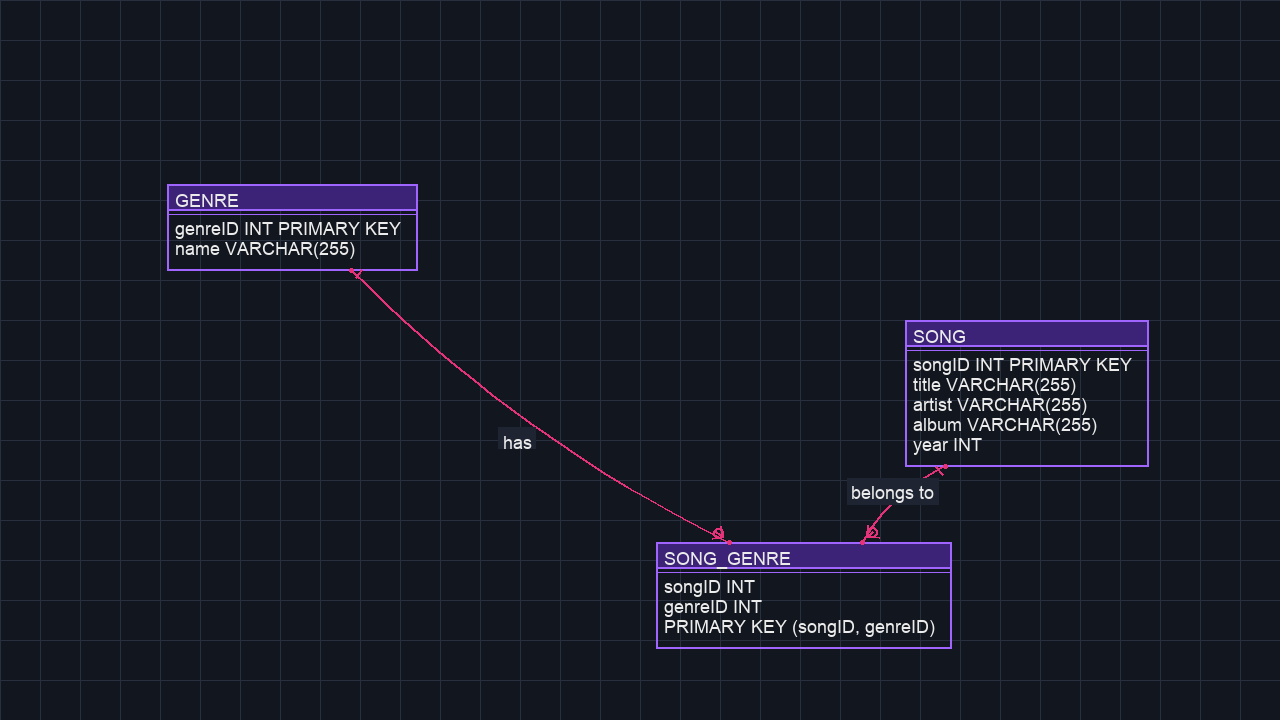 GENRE
genreID INT PRIMARY KEY
name VARCHAR(255)
SONG
songID INT PRIMARY KEY
title VARCHAR(255)
artist VARCHAR(255)
album VARCHAR(255)
year INT
has
belongs to
SONG_GENRE
songID INT
genreID INT
PRIMARY KEY (songID, genreID)